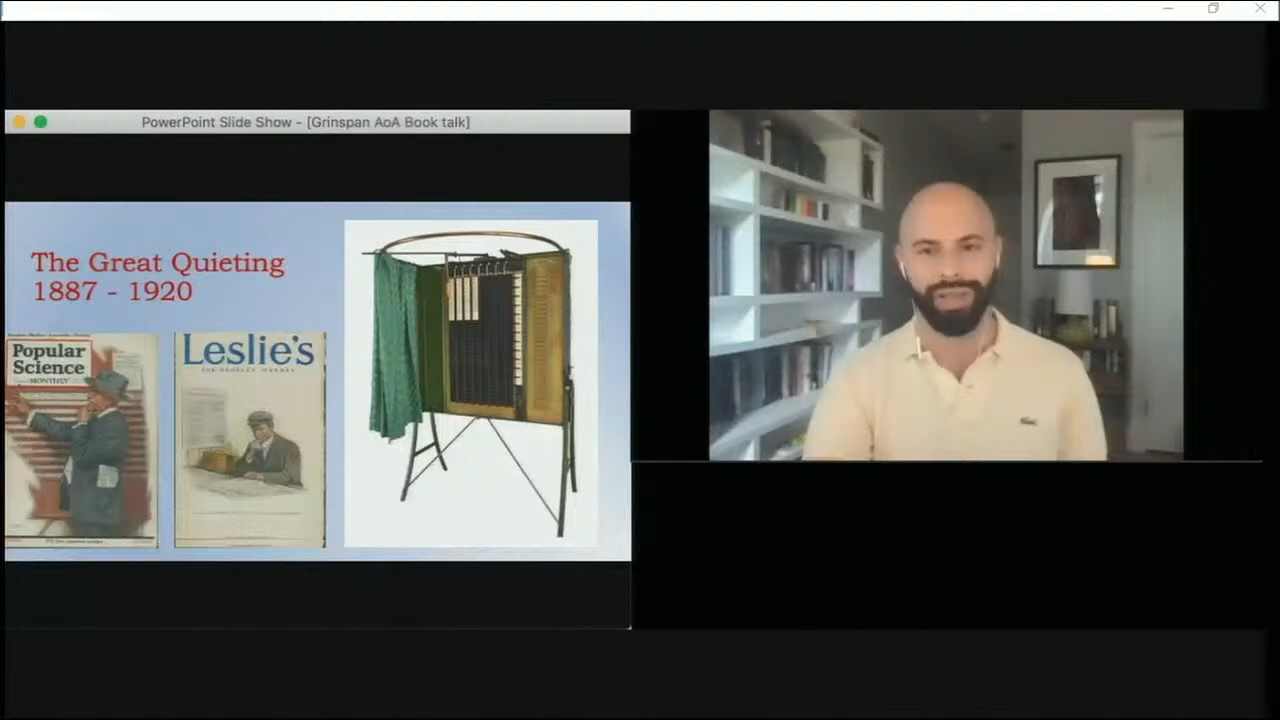 PowerPoint Slide Show - [Grinspan AoA Book talk]
The Great Quieting
1887 - 1920
Popular
Science
MONTHLY
LESLIE'S